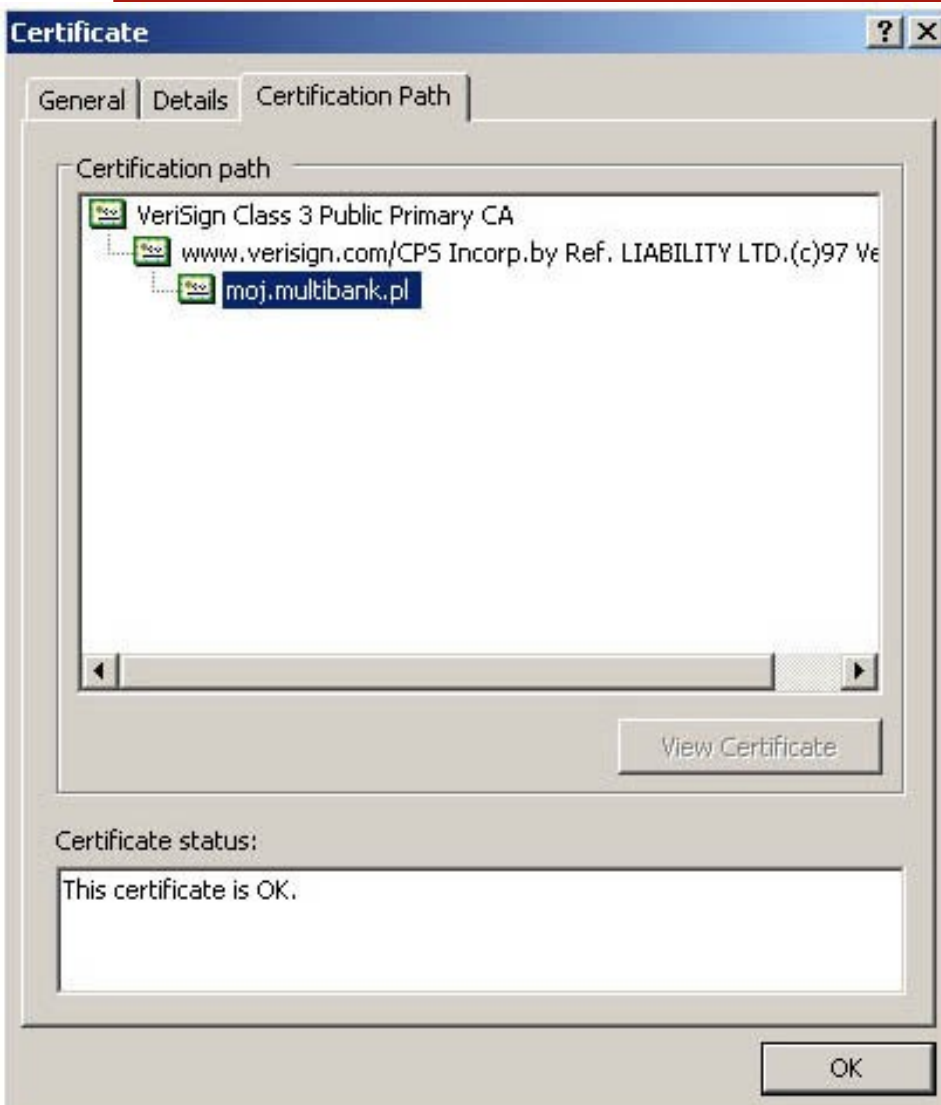 Certificate
General Details Certification Path
Certification path
VeriSign Class 3 Public Primary CA
www.verisign.com/CPS Incorp.by Ref. LIABILITY LTD.(c)97 Ve
moj.multibank.pl
View Certificate
Certificate status:
This certificate is OK.
OK